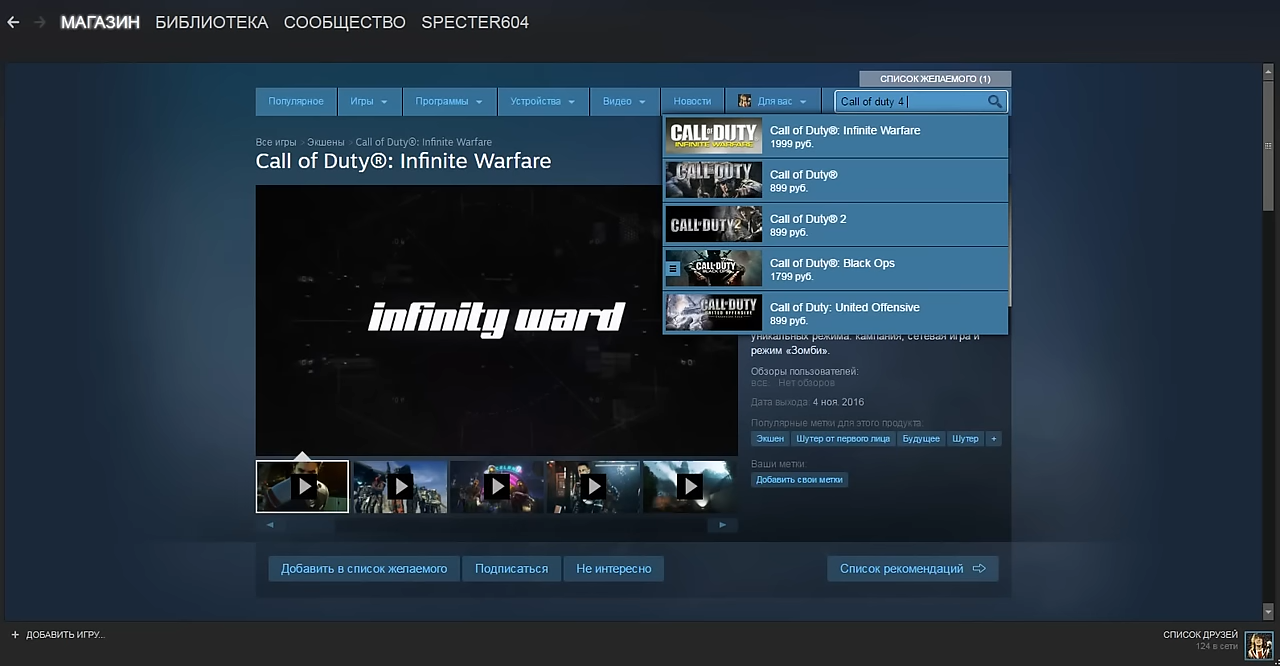 МАГАЗИН БИБЛИОТЕКА СООБЩЕСТВО SPECTER604
СПИСОК ЖЕЛАЕМОГО (1)
Популярное Игры Программы Устройства Видео Новости Для вас Call of duty 4
Все игры › Экшены › Call of Duty®: Infinite Warfare
Call of Duty®: Infinite Warfare
CALL OF DUTY
INFINITE WARFARE
Call of Duty®: Infinite Warfare
1999 руб.
CALL OF DUTY
Call of Duty®
899 руб.
CALL OF DUTY 2
Call of Duty® 2
899 руб.
CALL OF DUTY
BLACK OPS
Call of Duty®: Black Ops
1799 руб.
CALL OF DUTY
UNITED OFFENSIVE
Call of Duty: United Offensive
899 руб.
infinity ward
уникальных режима: кампания, сетевая игра и
режим «Зомби».
Обзоры пользователей:
ВСЕ: Нет обзоров
Дата выхода: 4 ноя. 2016
Популярные метки для этого продукта
Экшен Шутер от первого лица Будущее Шутер +
Ваши метки:
Добавить свои метки
Добавить в список желаемого Подписаться Не интересно Список рекомендаций
+ ДОБАВИТЬ ИГРУ...
СПИСОК ДРУЗЕЙ
124 в сети